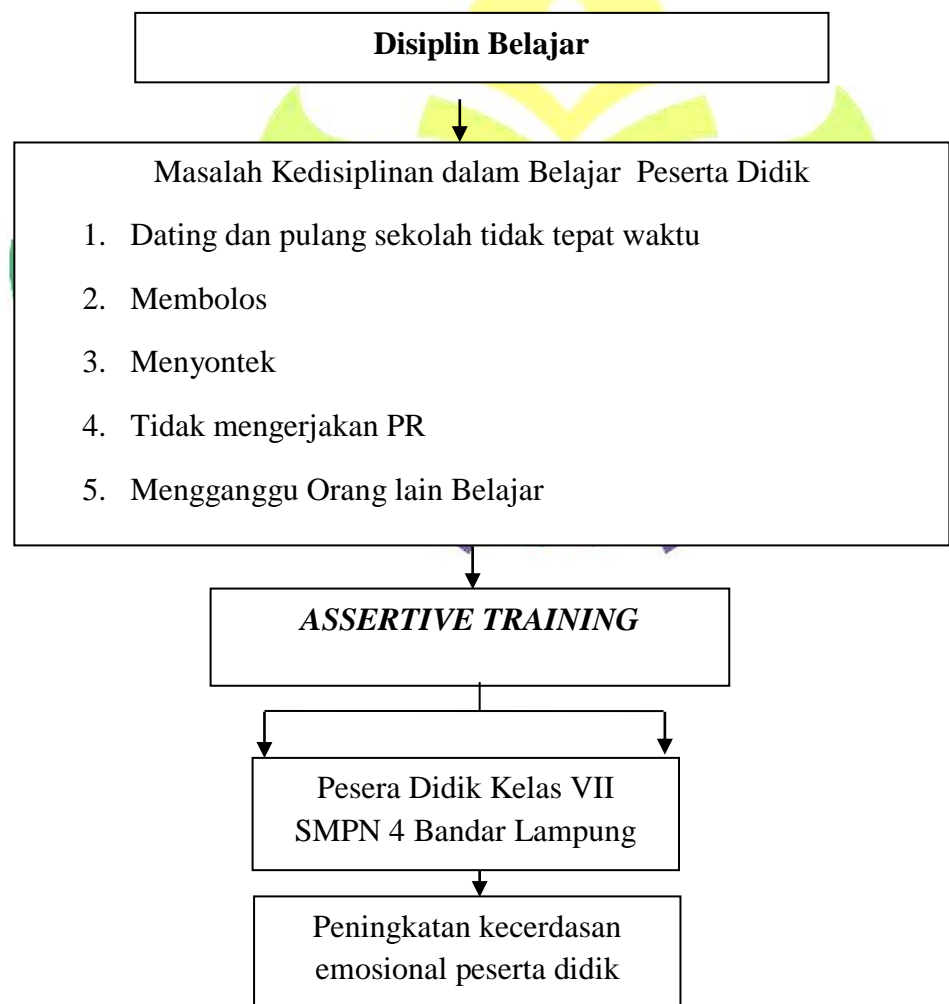 Disiplin Belajar
Masalah Kedisiplinan dalam Belajar Peserta Didik
1. Dating dan pulang sekolah tidak tepat waktu
2. Membolos
3. Menyontek
4. Tidak mengerjakan PR
5. Mengganggu Orang lain Belajar
ASSERTIVE TRAINING
Pesera Didik Kelas VII
SMPN 4 Bandar Lampung
Peningkatan kecerdasan
emosional peserta didik